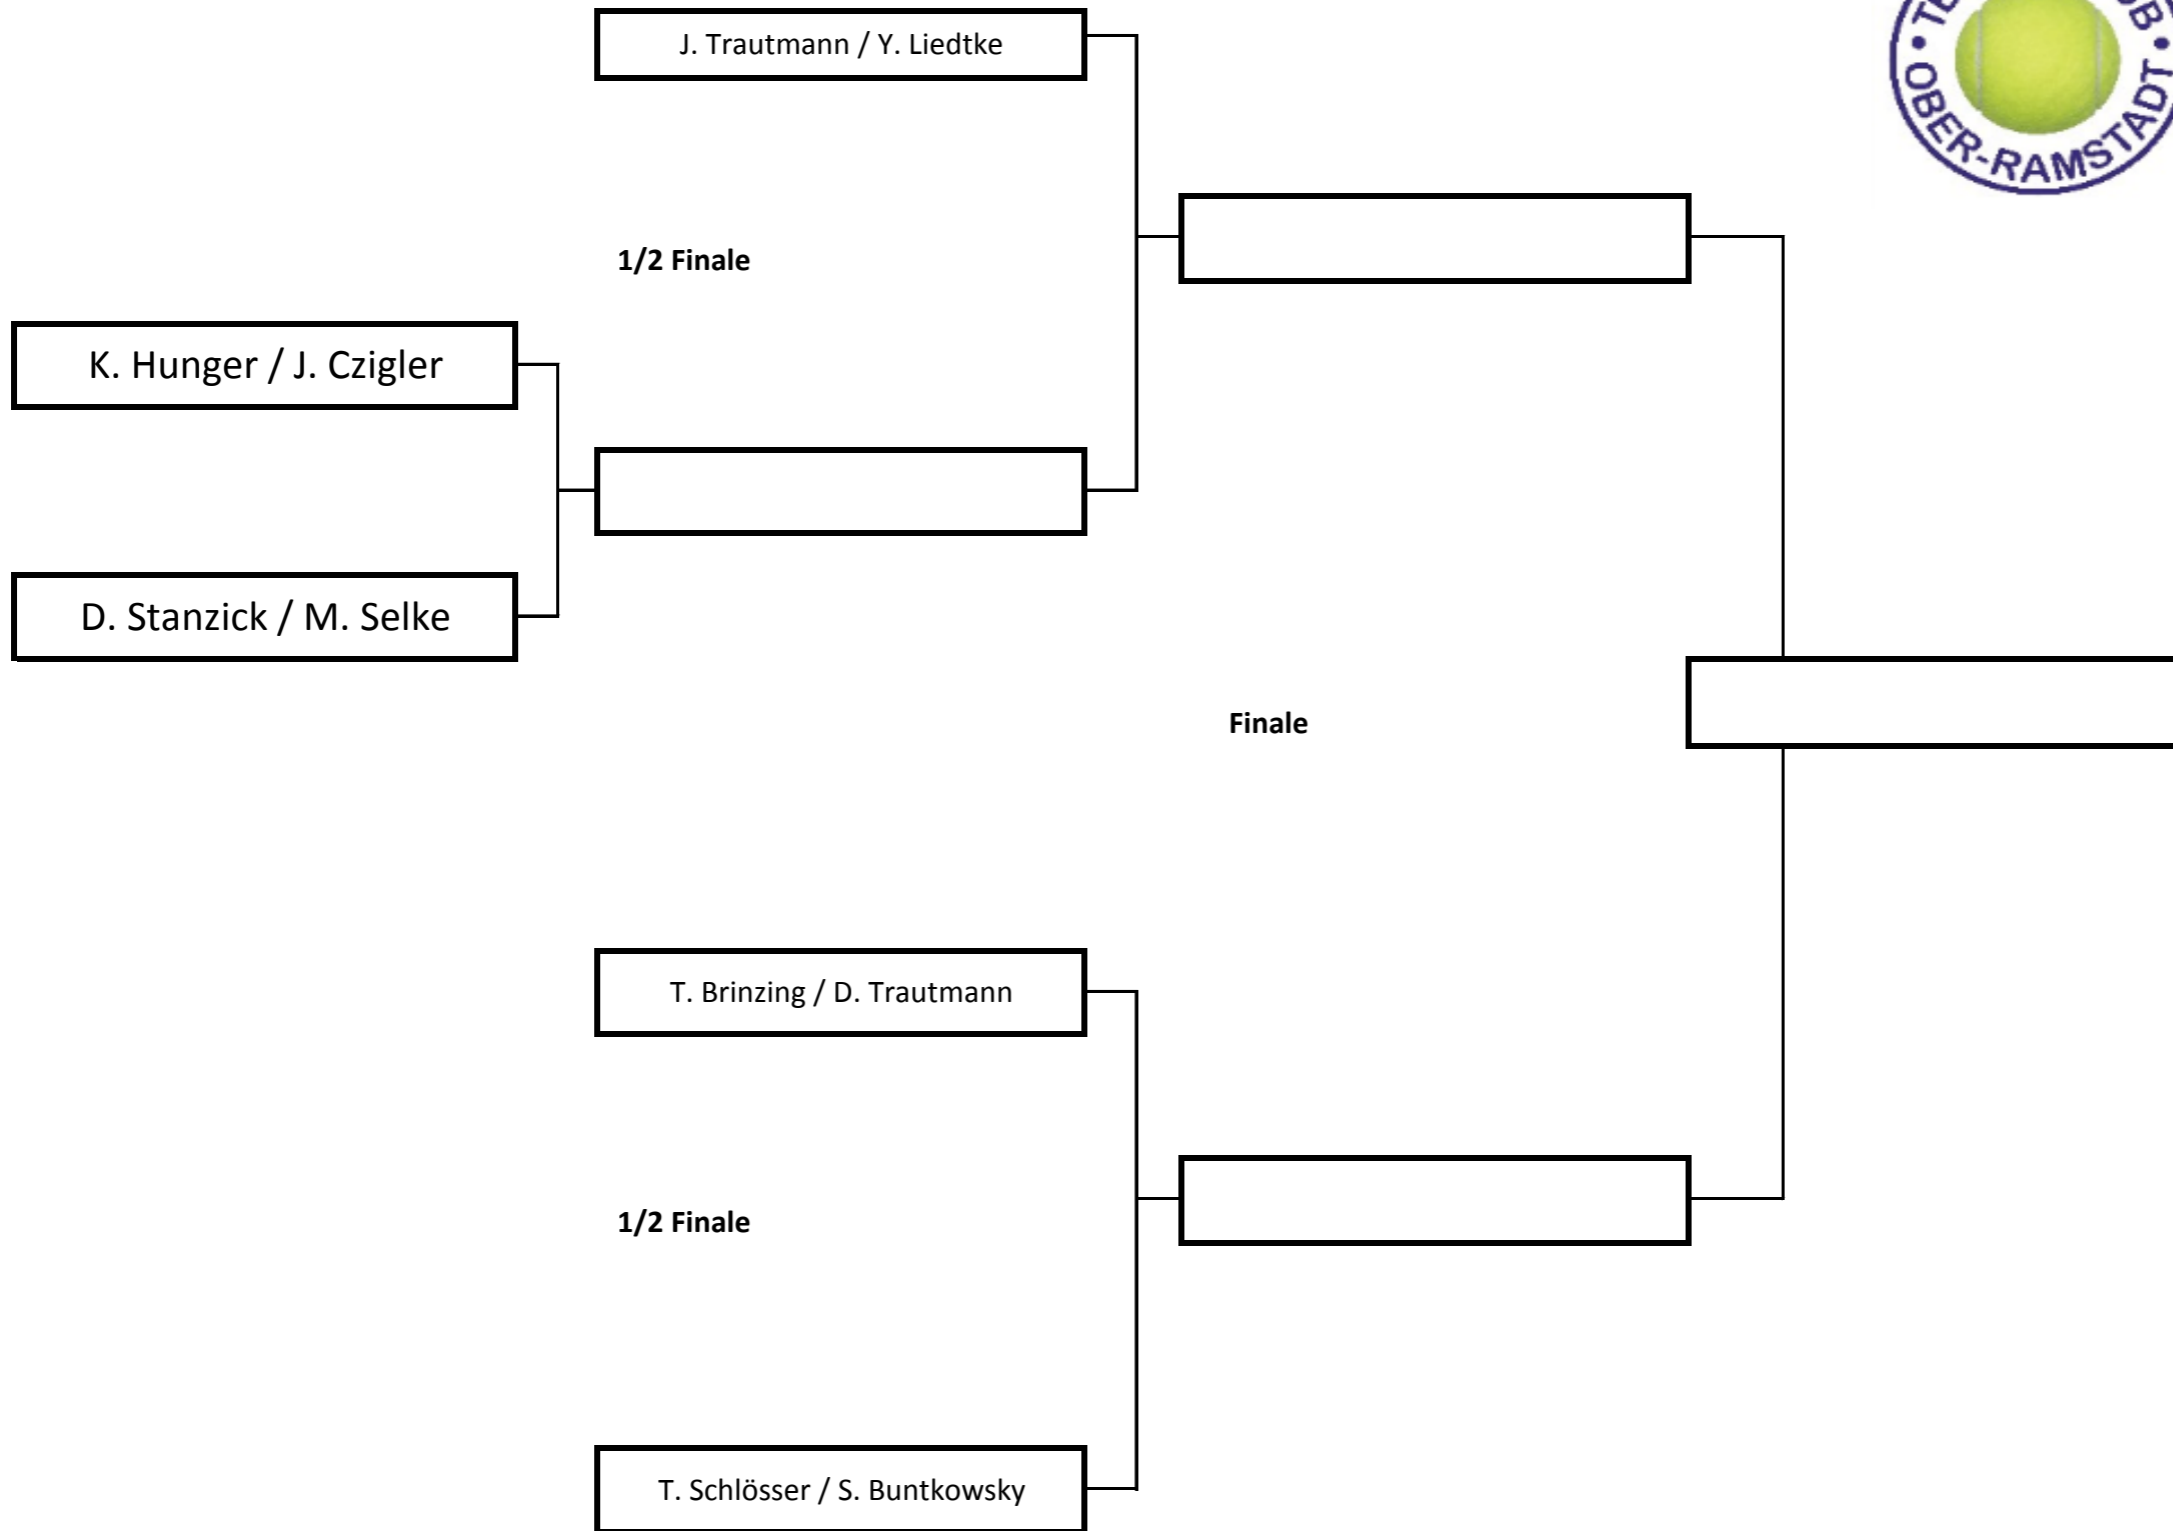 J. Trautmann / Y. Liedtke
OBER-RAMSTADT
1/2 Finale
K. Hunger / J. Czigler
D. Stanzick / M. Selke
Finale
T. Brinzing / D. Trautmann
1/2 Finale
T. Schlösser / S. Buntkowsky